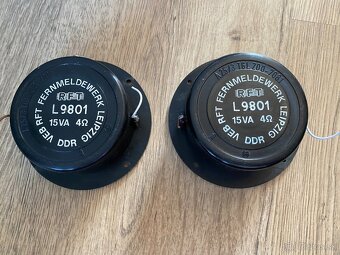 RFT
L9801
15VA 4Ω
VEB RFT FERNMELDEWERK LEIPZIG
DDR
RFT
L9801
15VA 4Ω
VEB RFT FERNMELDEWERK LEIPZIG
DDR